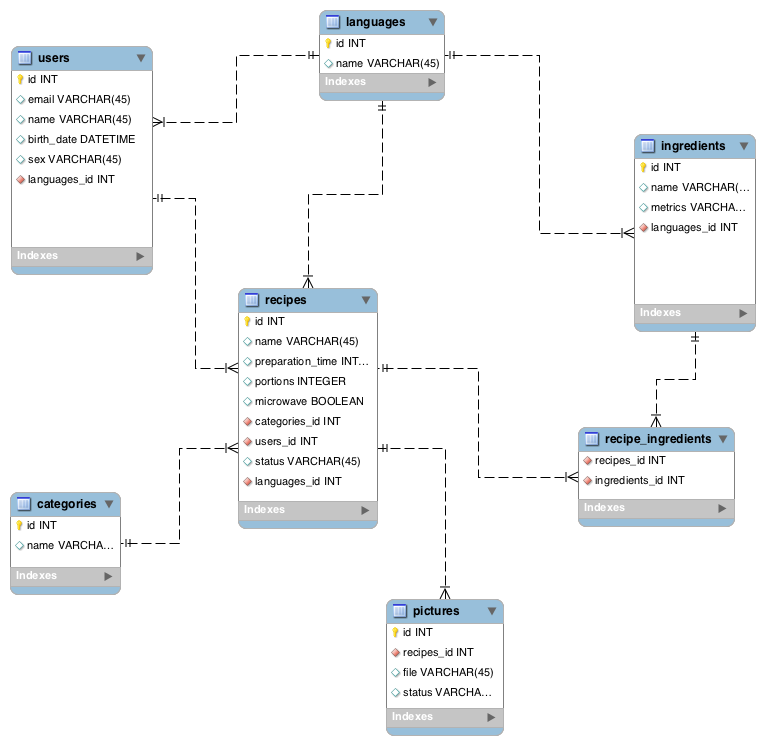 languages
id INT
name VARCHAR(45)
Indexes
users
id INT
email VARCHAR(45)
name VARCHAR(45)
birth_date DATETIME
sex VARCHAR(45)
languages_id INT
Indexes
ingredients
id INT
name VARCHAR(...
metrics VARCHA...
languages_id INT
Indexes
recipes
id INT
name VARCHAR(45)
preparation_time INT...
portions INTEGER
microwave BOOLEAN
categories_id INT
users_id INT
status VARCHAR(45)
languages_id INT
Indexes
recipe_ingredients
recipes_id INT
ingredients_id INT
Indexes
categories
id INT
name VARCHA...
Indexes
pictures
id INT
recipes_id INT
file VARCHAR(45)
status VARCHA...
Indexes